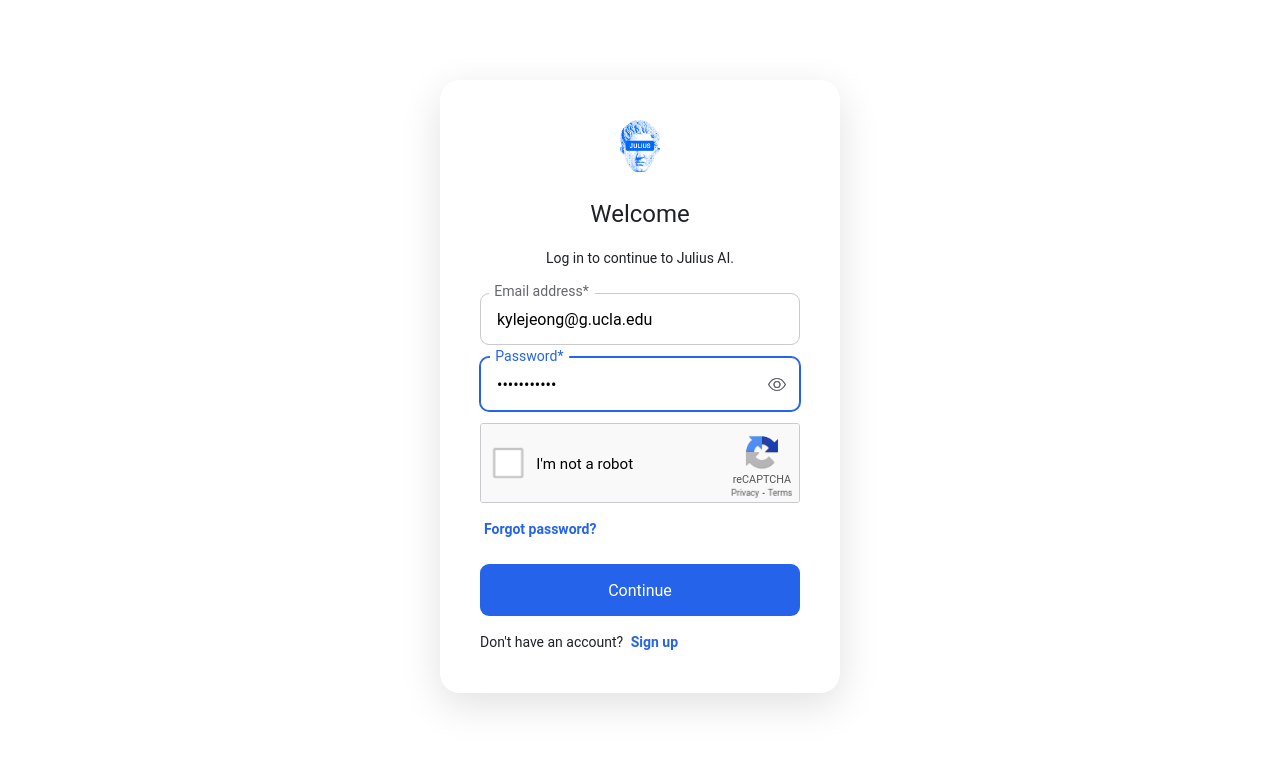 JULIUS
Welcome
Log in to continue to Julius AI.
Email address*
kylejeong@g.ucla.edu
Password*
•••••••••••
I'm not a robot
reCAPTCHA
Privacy - Terms
Forgot password?
Continue
Don't have an account? Sign up